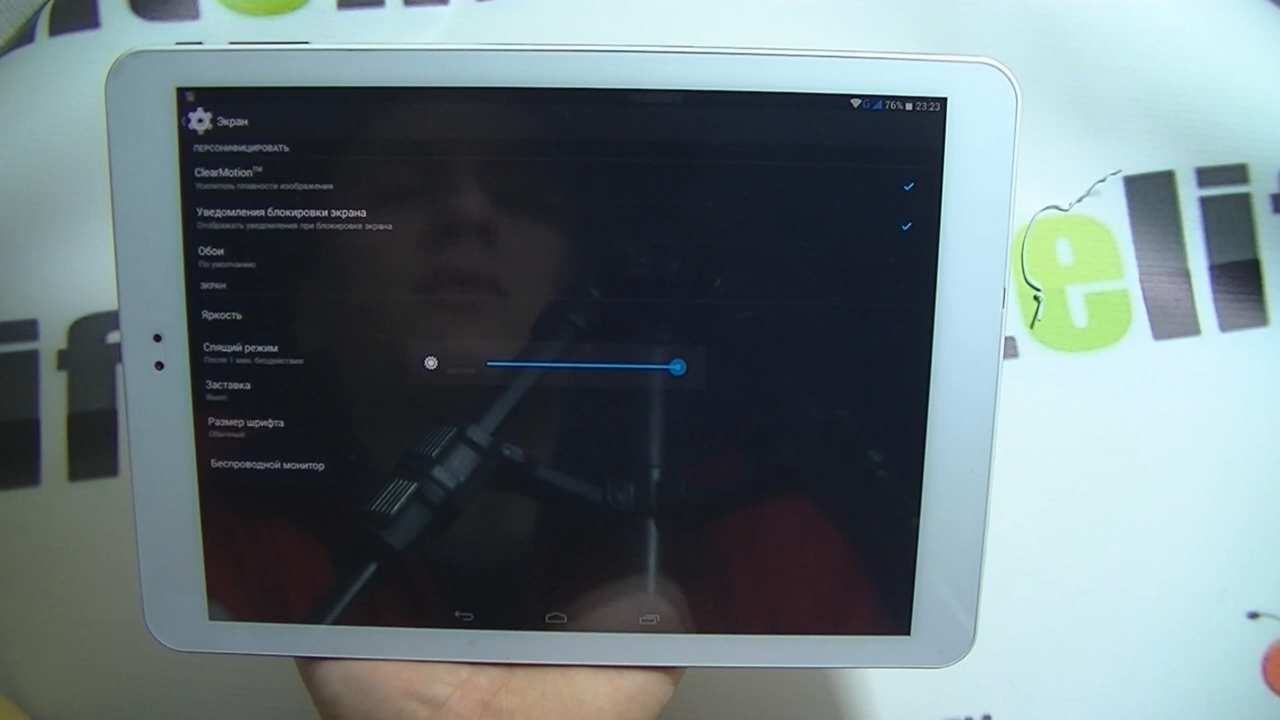 76% 23:23
Экран
ПЕРСОНИФИЦИРОВАТЬ
ClearMotion™
Усилитель плавности изображения
Уведомления блокировки экрана
Отображать уведомления при блокировке экрана
Обои
По умолчанию
ЭКРАН
Яркость
Спящий режим
После 1 мин. бездействия
Заставка
Выкл
Размер шрифта
Обычный
Беспроводной монитор